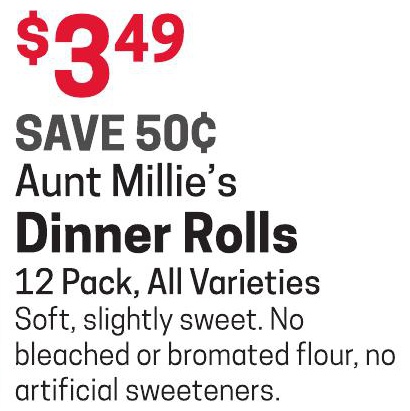 $3.49
SAVE 50¢
Aunt Millie's
Dinner Rolls
12 Pack, All Varieties
Soft, slightly sweet. No
bleached or bromated flour, no
artificial sweeteners.